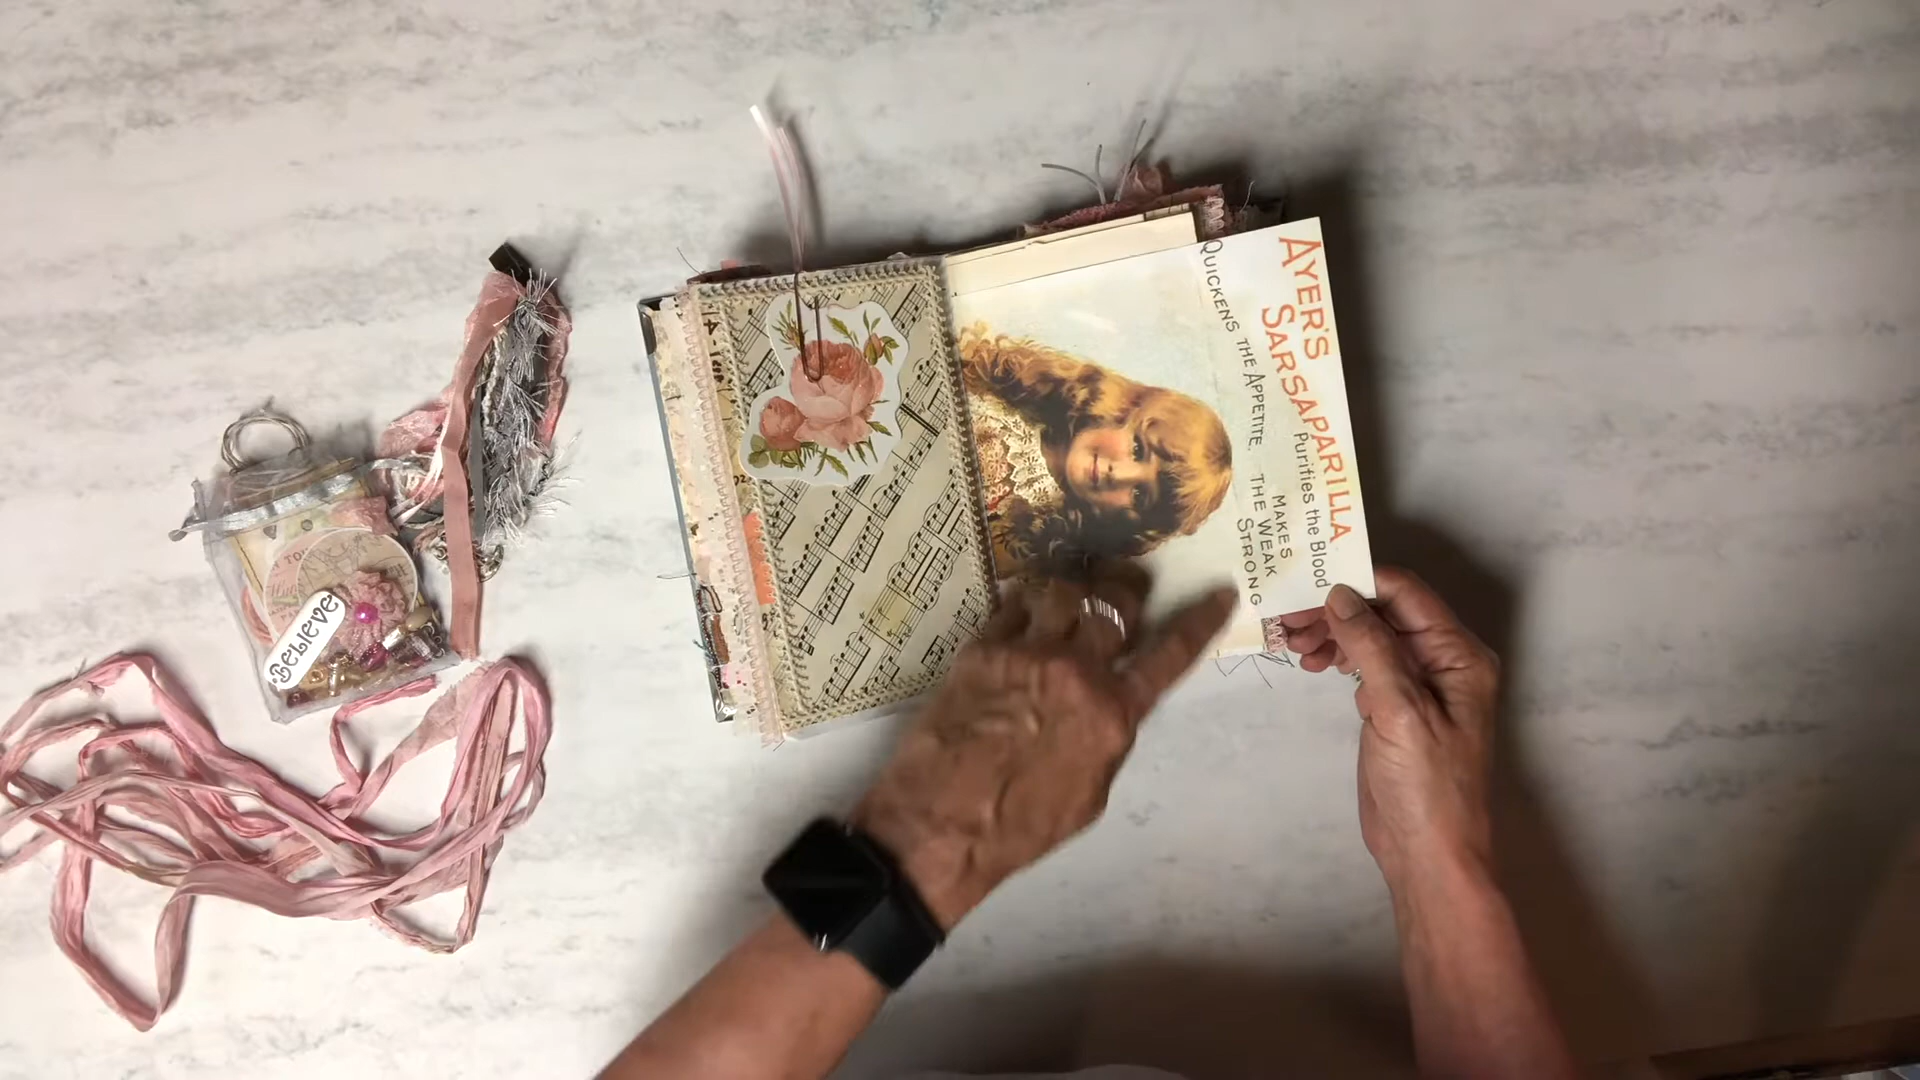 AYER'S
SARSAPARILLA
Purifies the Blood
MAKES
THE WEAK
STRONG
QUICKENS THE APPETITE.
BELIEVE